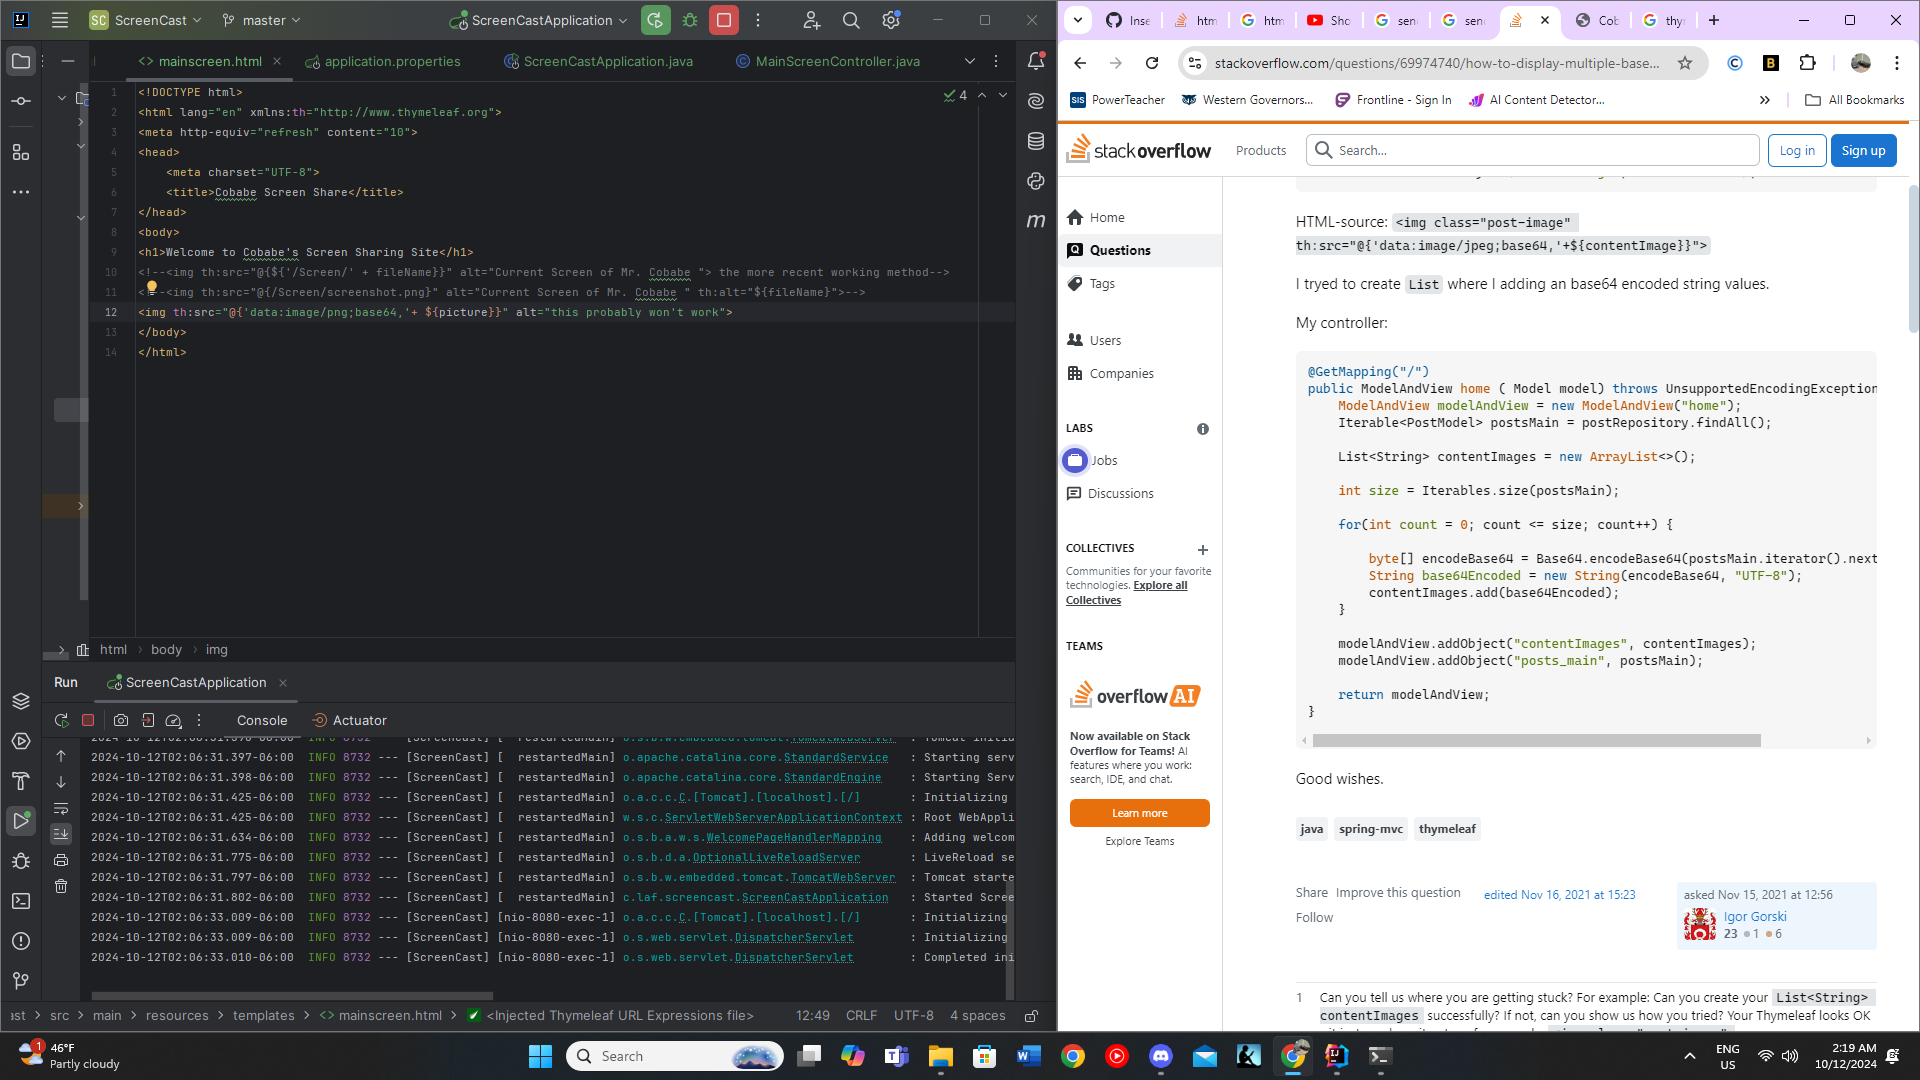 SC ScreenCast master ScreenCastApplication
mainscreen.html application.properties ScreenCastApplication.java MainScreenController.java
4
1 <!DOCTYPE html>
2 <html lang="en" xmlns:th="http://www.thymeleaf.org">
3 <meta http-equiv="refresh" content="10">
4 <head>
5 <meta charset="UTF-8">
6 <title>Cobabe Screen Share</title>
7 </head>
8 <body>
9 <h1>Welcome to Cobabe's Screen Sharing Site</h1>
10 <!--<img th:src="@{${'/Screen/' + fileName}}" alt="Current Screen of Mr. Cobabe "> the more recent working method-->
11 <!--<img th:src="@{/Screen/screenshot.png}" alt="Current Screen of Mr. Cobabe " th:alt="${fileName}">-->
12 <img th:src="@{'data:image/png;base64,'+ ${picture}}" alt="this probably won't work">
13 </body>
14 </html>
html body img
Run ScreenCastApplication
Console Actuator
2024-10-12T02:06:31.397-06:00 INFO 8732 --- [ScreenCast] [ restartedMain] o.apache.catalina.core.StandardService : Starting serv
2024-10-12T02:06:31.398-06:00 INFO 8732 --- [ScreenCast] [ restartedMain] o.apache.catalina.core.StandardEngine : Starting Serv
2024-10-12T02:06:31.425-06:00 INFO 8732 --- [ScreenCast] [ restartedMain] o.a.c.c.C.[Tomcat].[localhost].[/] : Initializing
2024-10-12T02:06:31.425-06:00 INFO 8732 --- [ScreenCast] [ restartedMain] w.s.c.ServletWebServerApplicationContext : Root WebAppli
2024-10-12T02:06:31.634-06:00 INFO 8732 --- [ScreenCast] [ restartedMain] o.s.b.a.w.s.WelcomePageHandlerMapping : Adding welcom
2024-10-12T02:06:31.775-06:00 INFO 8732 --- [ScreenCast] [ restartedMain] o.s.b.d.a.OptionalLiveReloadServer : LiveReload se
2024-10-12T02:06:31.797-06:00 INFO 8732 --- [ScreenCast] [ restartedMain] o.s.b.w.embedded.tomcat.TomcatWebServer : Tomcat starte
2024-10-12T02:06:31.802-06:00 INFO 8732 --- [ScreenCast] [ restartedMain] c.laf.screencast.ScreenCastApplication : Started Scree
2024-10-12T02:06:33.009-06:00 INFO 8732 --- [ScreenCast] [nio-8080-exec-1] o.a.c.c.C.[Tomcat].[localhost].[/] : Initializing
2024-10-12T02:06:33.009-06:00 INFO 8732 --- [ScreenCast] [nio-8080-exec-1] o.s.web.servlet.DispatcherServlet : Initializing
2024-10-12T02:06:33.010-06:00 INFO 8732 --- [ScreenCast] [nio-8080-exec-1] o.s.web.servlet.DispatcherServlet : Completed ini
ast src main resources templates mainscreen.html <Injected Thymeleaf URL Expressions file> 12:49 CRLF UTF-8 4 spaces
Inse htm htm Sho sen sen Cob thy
stackoverflow.com/questions/69974740/how-to-display-multiple-base...
PowerTeacher Western Governors... Frontline - Sign In AI Content Detector... All Bookmarks
stackoverflow Products Search... Log in Sign up
Home
Questions
Tags
Users
Companies
LABS
Jobs
Discussions
COLLECTIVES
Communities for your favorite
technologies. Explore all
Collectives
TEAMS
overflow AI
Now available on Stack
Overflow for Teams! AI
features where you work:
search, IDE, and chat.
Learn more
Explore Teams
HTML-source: <img class="post-image"
th:src="@{'data:image/jpeg;base64,'+${contentImage}}">
I tryed to create List where I adding an base64 encoded string values.
My controller:
@GetMapping("/")
public ModelAndView home ( Model model) throws UnsupportedEncodingException
ModelAndView modelAndView = new ModelAndView("home");
Iterable<PostModel> postsMain = postRepository.findAll();
List<String> contentImages = new ArrayList<>();
int size = Iterables.size(postsMain);
for(int count = 0; count <= size; count++) {
byte[] encodeBase64 = Base64.encodeBase64(postsMain.iterator().next
String base64Encoded = new String(encodeBase64, "UTF-8");
contentImages.add(base64Encoded);
}
modelAndView.addObject("contentImages", contentImages);
modelAndView.addObject("posts_main", postsMain);
return modelAndView;
}
Good wishes.
java spring-mvc thymeleaf
Share Improve this question edited Nov 16, 2021 at 15:23 asked Nov 15, 2021 at 12:56
Follow
Igor Gorski
23 1 6
1 Can you tell us where you are getting stuck? For example: Can you create your List<String>
contentImages successfully? If not, can you show us how you tried? Your Thymeleaf looks OK
1 46°F
Partly cloudy
Search
ENG
US
2:19 AM
10/12/2024